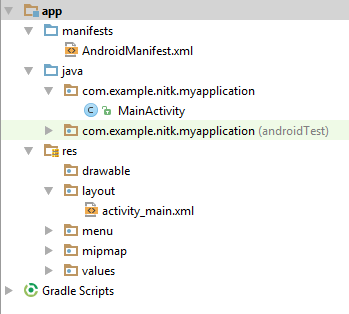 app
manifests
AndroidManifest.xml
java
com.example.nitk.myapplication
MainActivity
com.example.nitk.myapplication (androidTest)
res
drawable
layout
activity_main.xml
menu
mipmap
values
Gradle Scripts